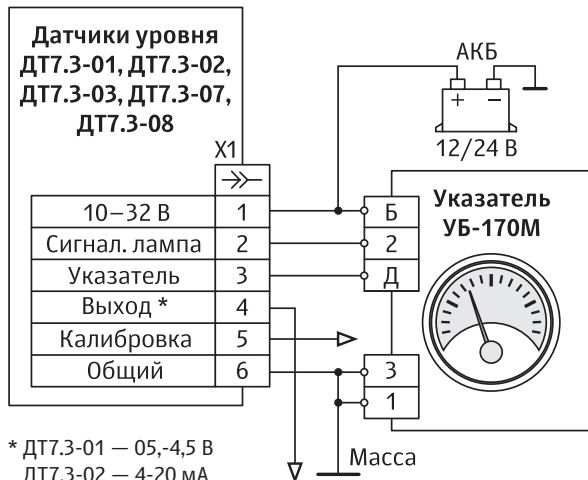 Датчики уровня
ДТ7.3-01, ДТ7.3-02,
ДТ7.3-03, ДТ7.3-07,
ДТ7.3-08
X1
АКБ
+ −
12/24 В
Указатель
УБ-170М
10–32 В 1
Сигнал. лампа 2
Указатель 3
Выход * 4
Калибровка 5
Общий 6
Б
2
Д
3
1
Масса
* ДТ7.3-01 — 05,-4,5 В
ДТ7.3-02 — 4-20 мА